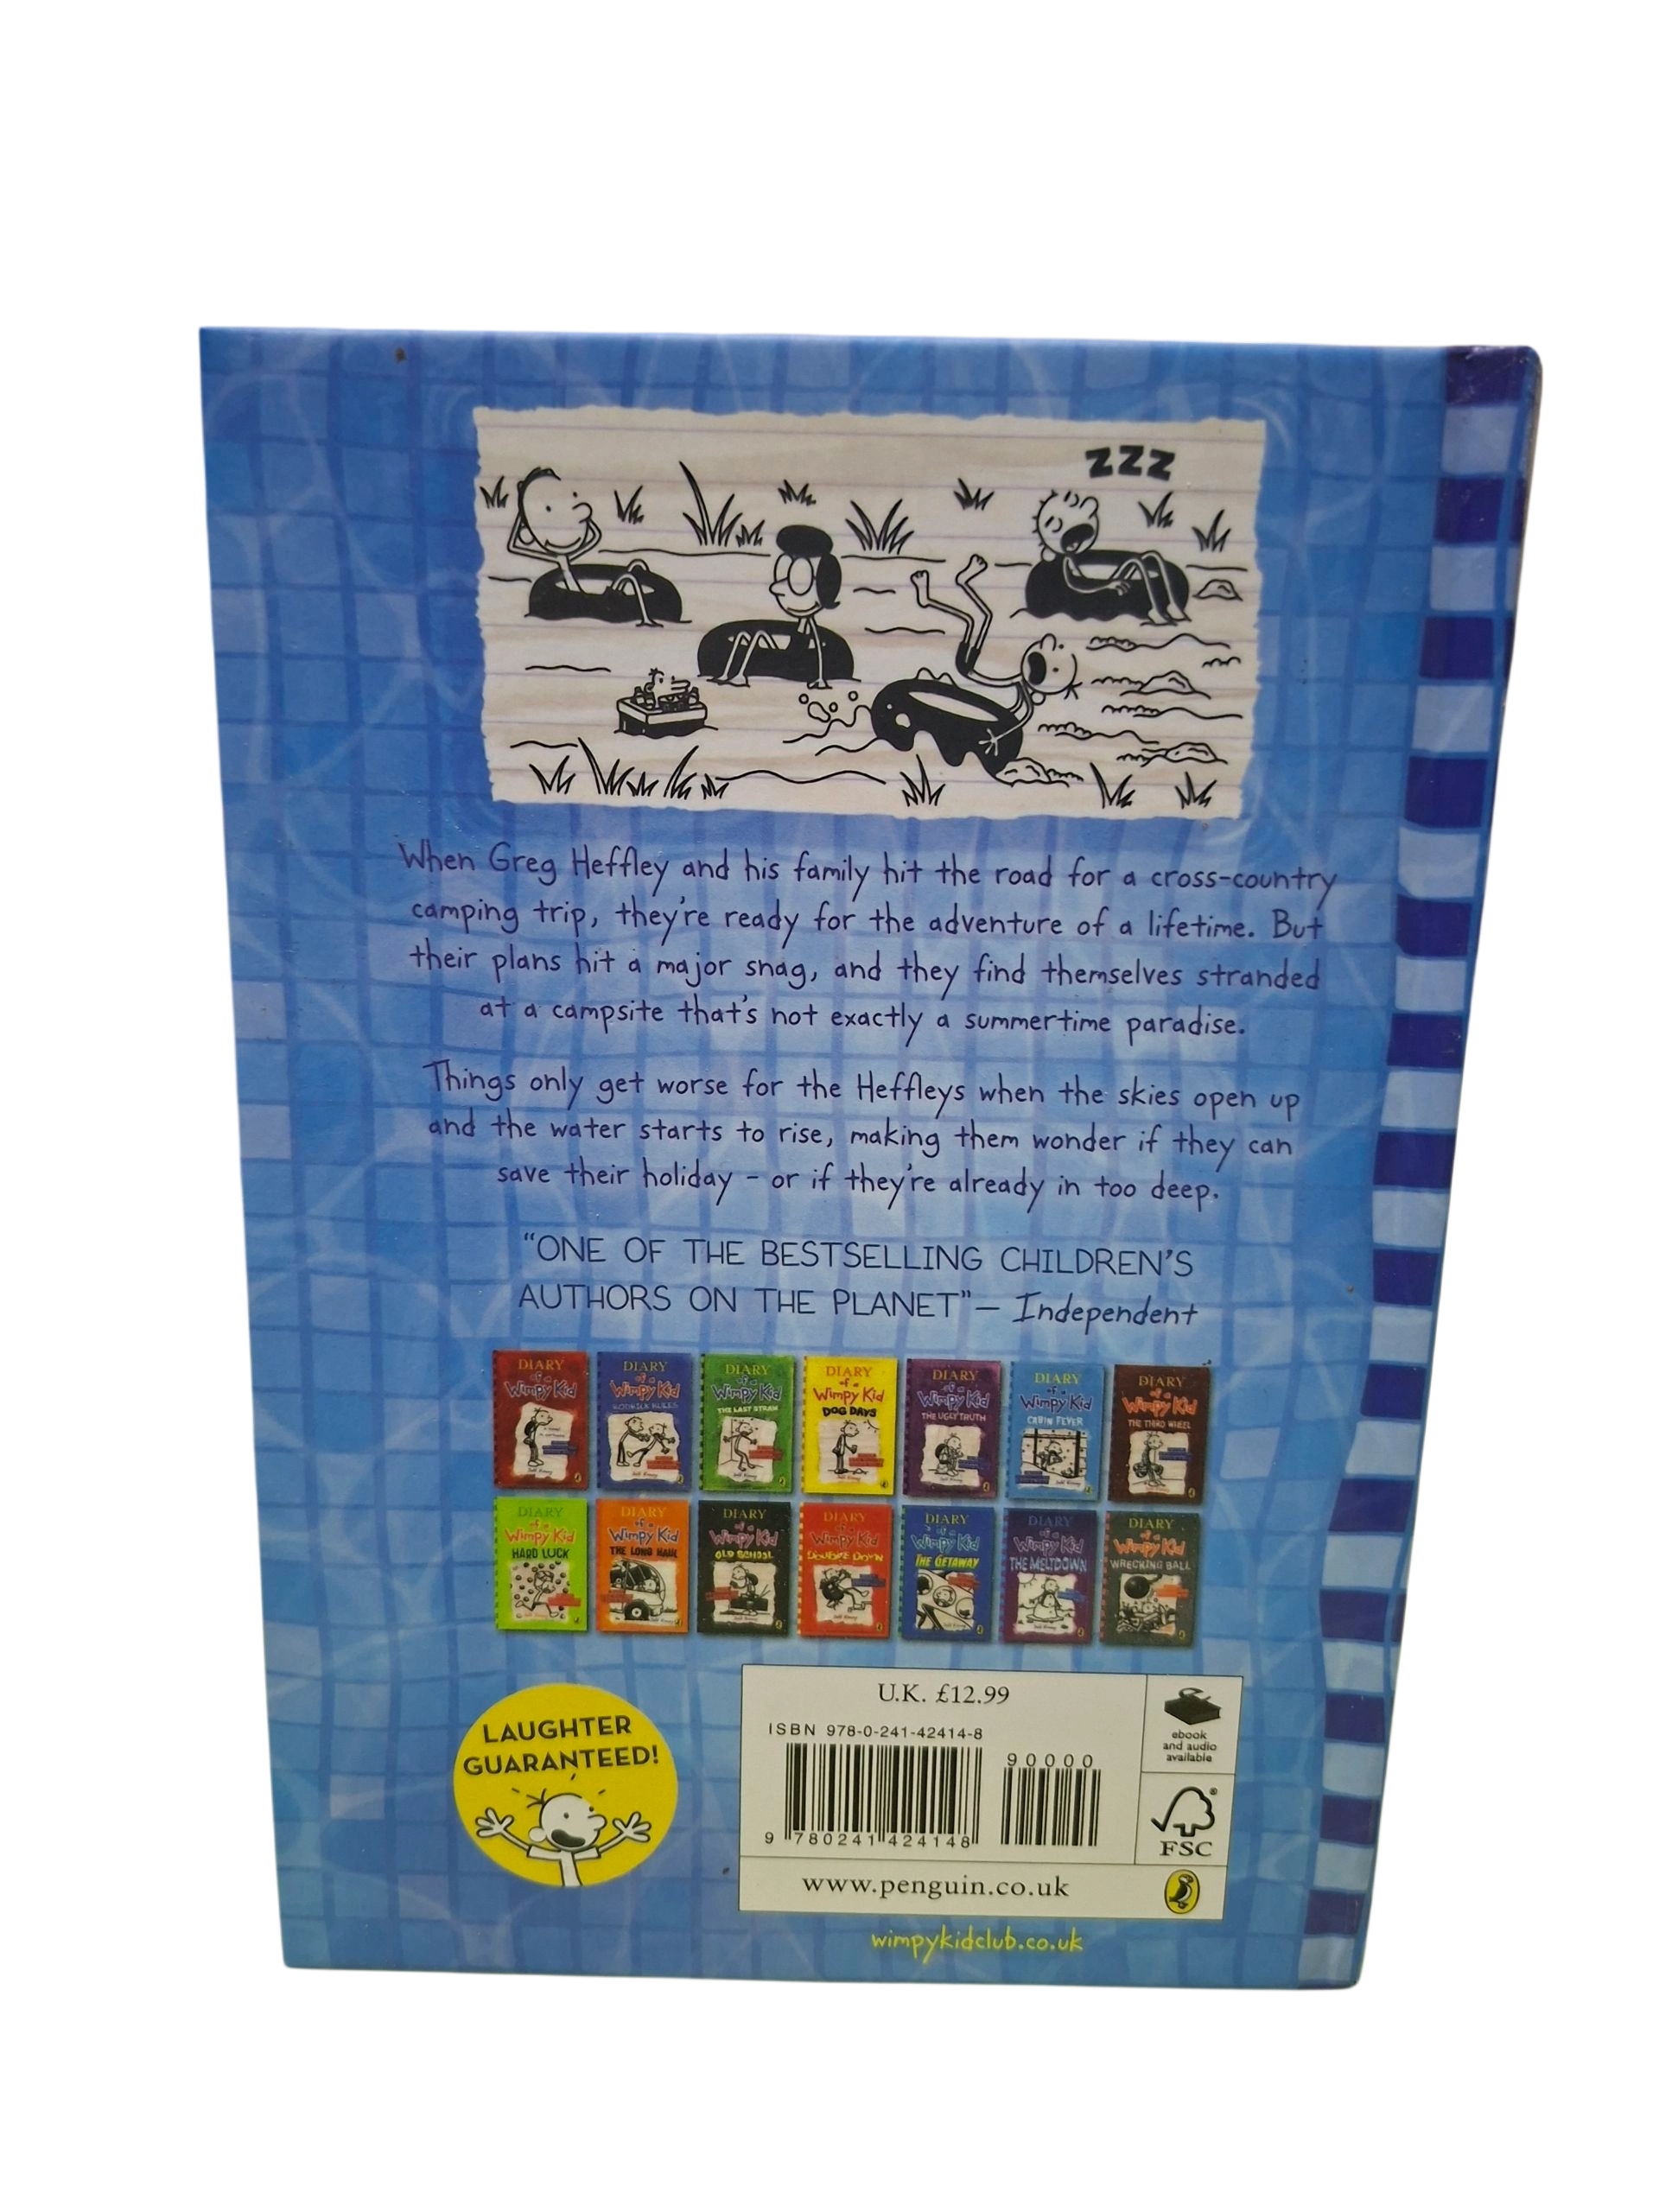 ZZZ
When Greg Heffley and his family hit the road for a cross-country
camping trip, they're ready for the adventure of a lifetime. But
their plans hit a major snag, and they find themselves stranded
at a campsite that's not exactly a summertime paradise.
Things only get worse for the Heffleys when the skies open up
and the water starts to rise, making them wonder if they can
save their holiday – or if they're already in too deep.
"ONE OF THE BESTSELLING CHILDREN'S
AUTHORS ON THE PLANET"— Independent
DIARY of a Wimpy Kid
DIARY of a Wimpy Kid RODRICK RULES
DIARY of a Wimpy Kid THE LAST STRAW
DIARY of a Wimpy Kid DOG DAYS
DIARY of a Wimpy Kid THE UGLY TRUTH
DIARY of a Wimpy Kid CABIN FEVER
DIARY of a Wimpy Kid THE THIRD WHEEL
DIARY of a Wimpy Kid HARD LUCK
DIARY of a Wimpy Kid THE LONG HAUL
DIARY of a Wimpy Kid OLD SCHOOL
DIARY of a Wimpy Kid DOUBLE DOWN
DIARY of a Wimpy Kid THE GETAWAY
DIARY of a Wimpy Kid THE MELTDOWN
DIARY of a Wimpy Kid WRECKING BALL
LAUGHTER
GUARANTEED!
U.K. £12.99
ISBN 978-0-241-42414-8
90000
9 780241 424148
ebook
and audio
available
®
FSC
www.penguin.co.uk
wimpykidclub.co.uk